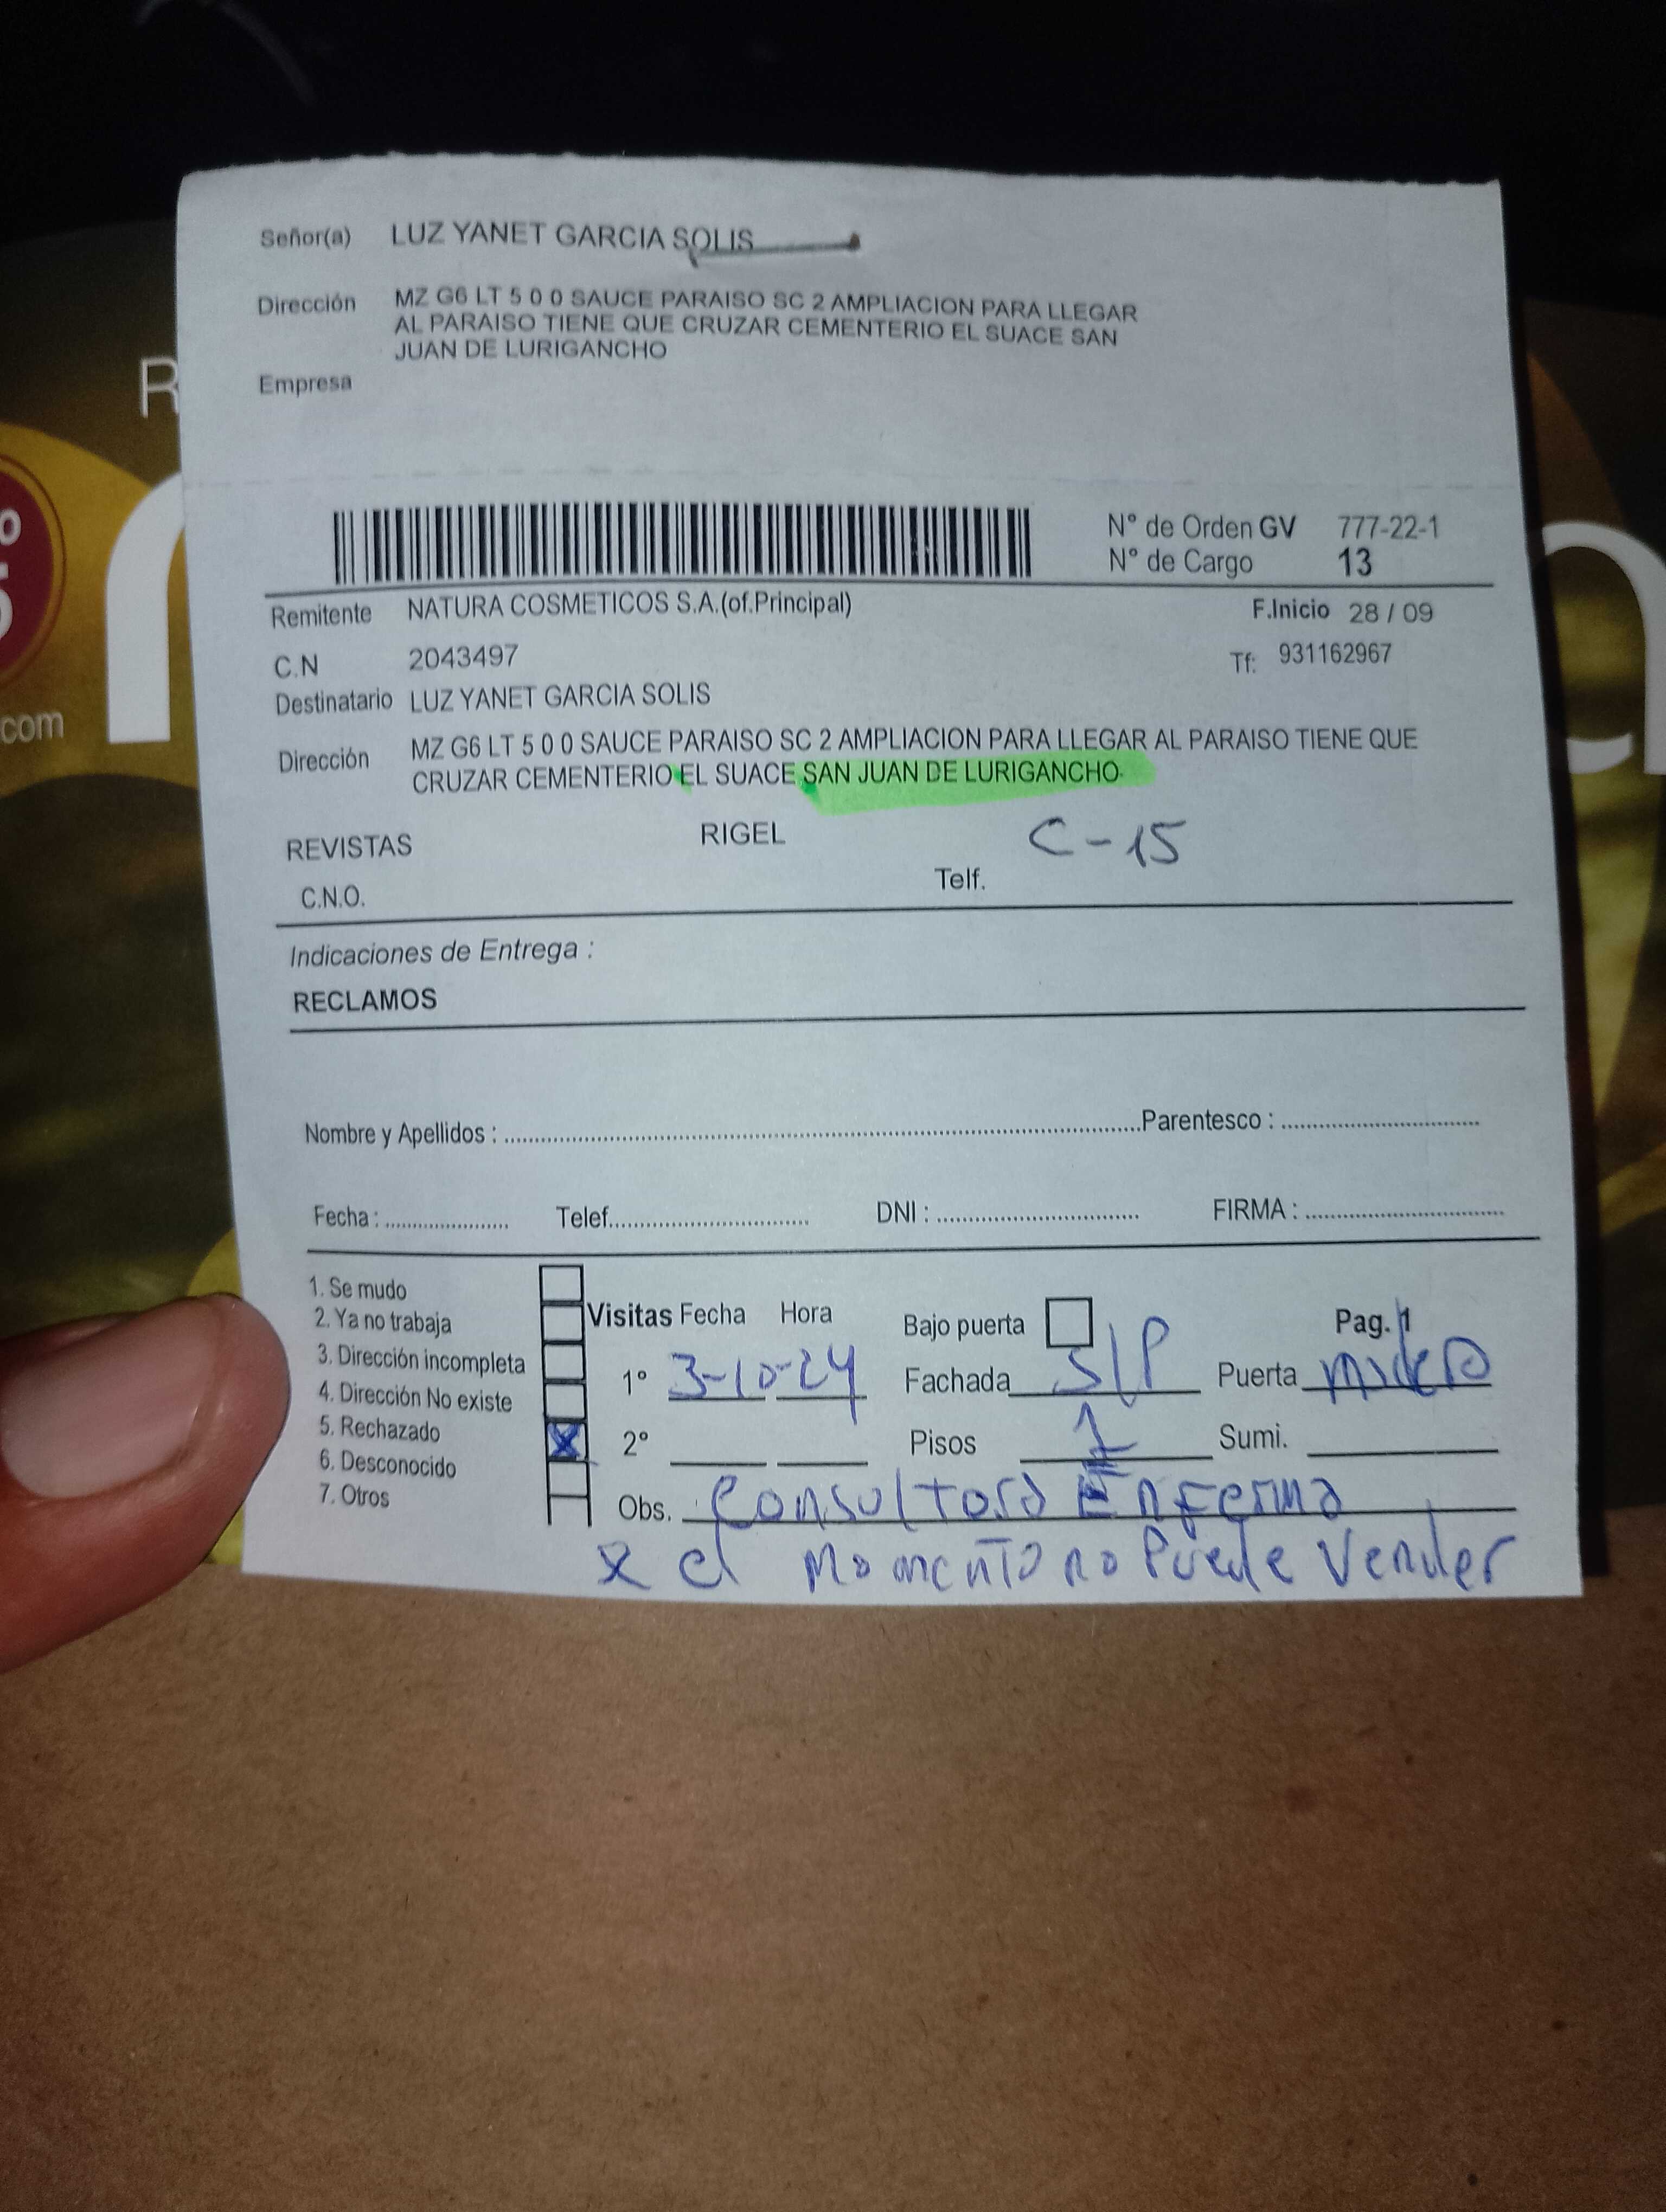 Señor(a) LUZ YANET GARCIA SOLIS
Dirección MZ G6 LT 5 0 0 SAUCE PARAISO SC 2 AMPLIACION PARA LLEGAR
AL PARAISO TIENE QUE CRUZAR CEMENTERIO EL SUACE SAN
JUAN DE LURIGANCHO
Empresa
N° de Orden GV 777-22-1
N° de Cargo 13
Remitente NATURA COSMETICOS S.A.(of.Principal) F.Inicio 28 / 09
C.N 2043497 Tf: 931162967
Destinatario LUZ YANET GARCIA SOLIS
Dirección MZ G6 LT 5 0 0 SAUCE PARAISO SC 2 AMPLIACION PARA LLEGAR AL PARAISO TIENE QUE
CRUZAR CEMENTERIO EL SUACE SAN JUAN DE LURIGANCHO
REVISTAS RIGEL C-15
C.N.O. Telf.
Indicaciones de Entrega :
RECLAMOS
Nombre y Apellidos : Parentesco :
Fecha : Telef. DNI : FIRMA :
1. Se mudo
2. Ya no trabaja
3. Dirección incompleta
4. Dirección No existe
5. Rechazado X
6. Desconocido
7. Otros
Visitas Fecha Hora Bajo puerta Pag. 1
1° 3-10-24 Fachada S/P Puerta madera
2° Pisos 1 Sumi.
Obs. Consultora Enferma
x el Momento no Puede Vender
R
com